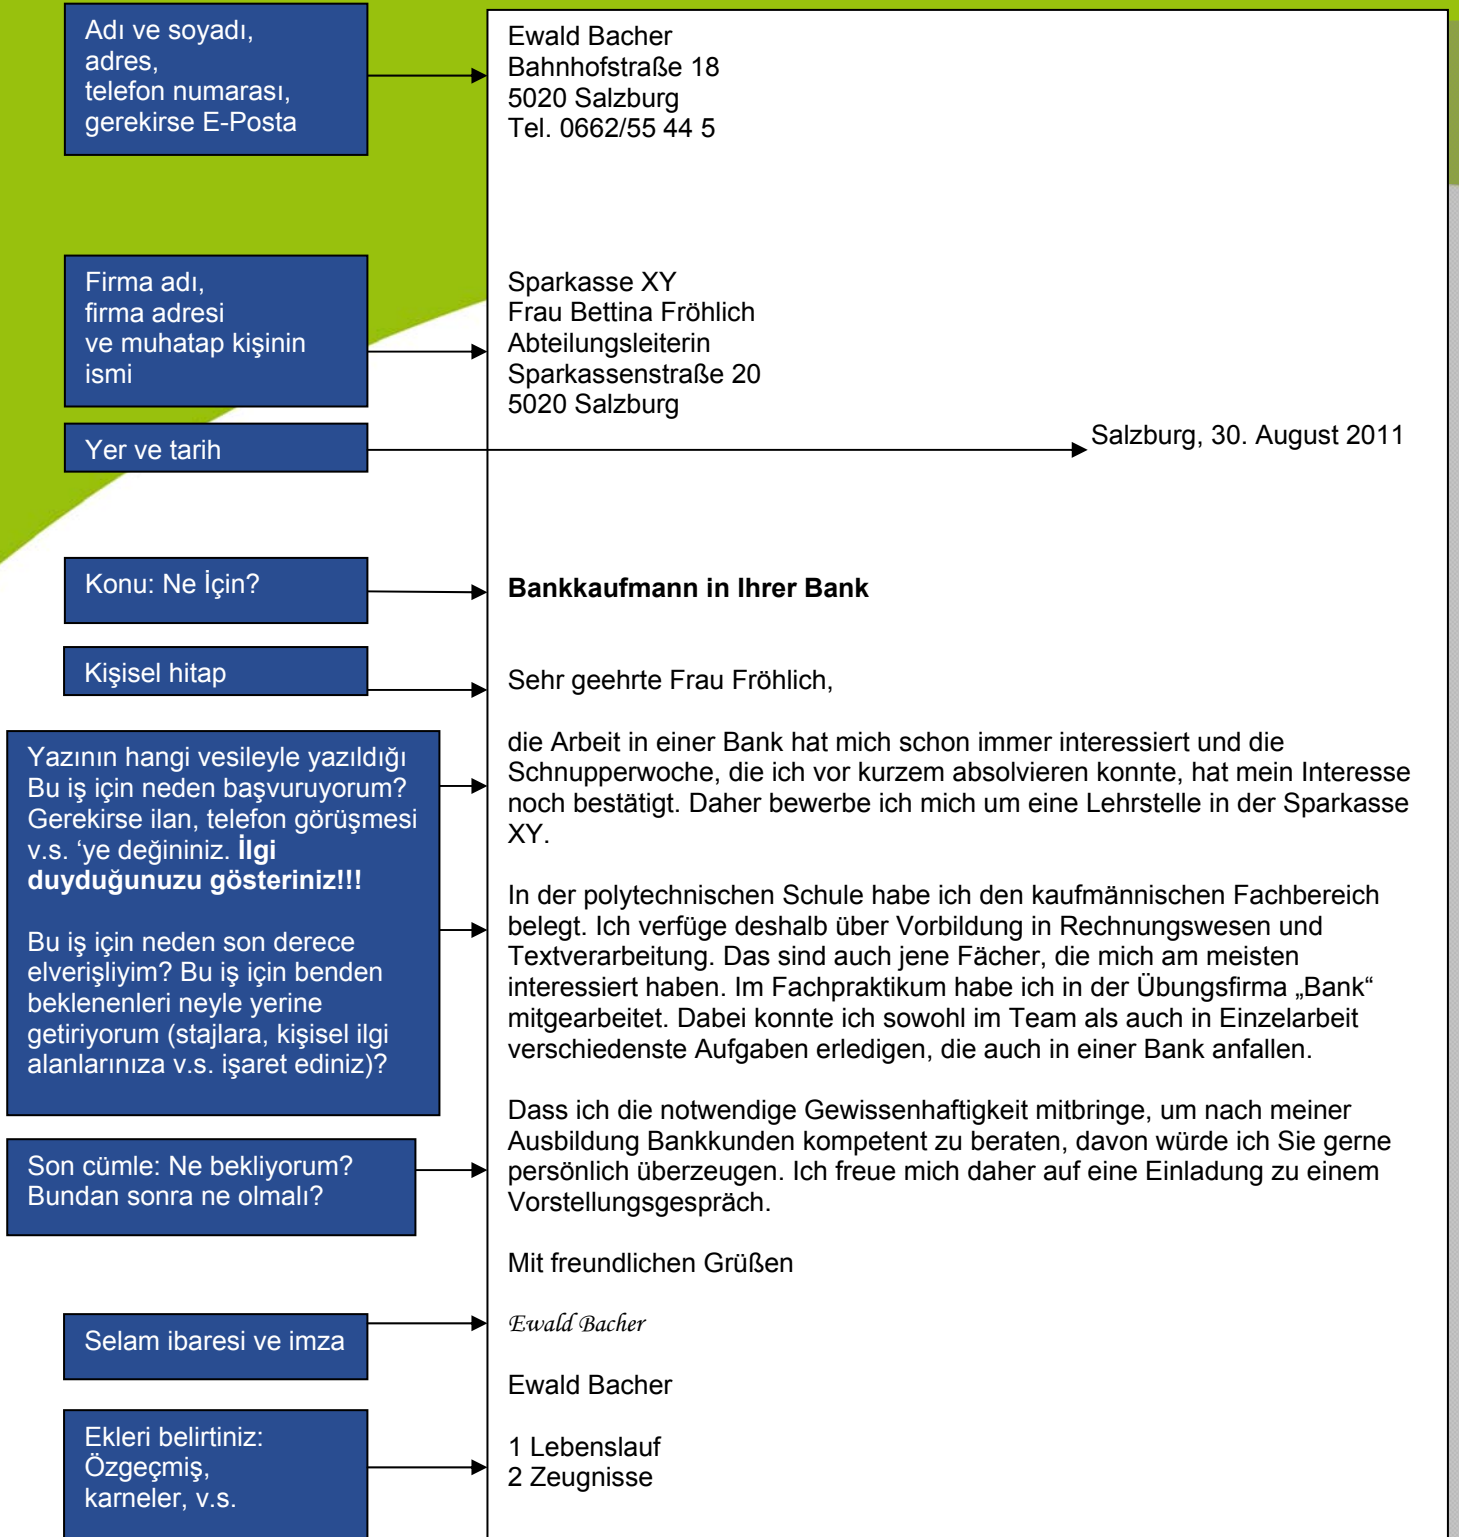 Adı ve soyadı,
adres,
telefon numarası,
gerekirse E-Posta
Ewald Bacher
Bahnhofstraße 18
5020 Salzburg
Tel. 0662/55 44 5
Firma adı,
firma adresi
ve muhatap kişinin
ismi
Sparkasse XY
Frau Bettina Fröhlich
Abteilungsleiterin
Sparkassenstraße 20
5020 Salzburg
Yer ve tarih
Salzburg, 30. August 2011
Konu: Ne İçin?
Bankkaufmann in Ihrer Bank
Kişisel hitap
Sehr geehrte Frau Fröhlich,
Yazının hangi vesileyle yazıldığı
Bu iş için neden başvuruyorum?
Gerekirse ilan, telefon görüşmesi
v.s. ‘ye değininiz. İlgi
duyduğunuzu gösteriniz!!!
die Arbeit in einer Bank hat mich schon immer interessiert und die
Schnupperwoche, die ich vor kurzem absolvieren konnte, hat mein Interesse
noch bestätigt. Daher bewerbe ich mich um eine Lehrstelle in der Sparkasse
XY.
Bu iş için neden son derece
elverişliyim? Bu iş için benden
beklenenleri neyle yerine
getiriyorum (stajlara, kişisel ilgi
alanlarınıza v.s. işaret ediniz)?
In der polytechnischen Schule habe ich den kaufmännischen Fachbereich
belegt. Ich verfüge deshalb über Vorbildung in Rechnungswesen und
Textverarbeitung. Das sind auch jene Fächer, die mich am meisten
interessiert haben. Im Fachpraktikum habe ich in der Übungsfirma „Bank“
mitgearbeitet. Dabei konnte ich sowohl im Team als auch in Einzelarbeit
verschiedenste Aufgaben erledigen, die auch in einer Bank anfallen.
Son cümle: Ne bekliyorum?
Bundan sonra ne olmalı?
Dass ich die notwendige Gewissenhaftigkeit mitbringe, um nach meiner
Ausbildung Bankkunden kompetent zu beraten, davon würde ich Sie gerne
persönlich überzeugen. Ich freue mich daher auf eine Einladung zu einem
Vorstellungsgespräch.
Mit freundlichen Grüßen
Selam ibaresi ve imza
Ewald Bacher
Ewald Bacher
Ekleri belirtiniz:
Özgeçmiş,
karneler, v.s.
1 Lebenslauf
2 Zeugnisse